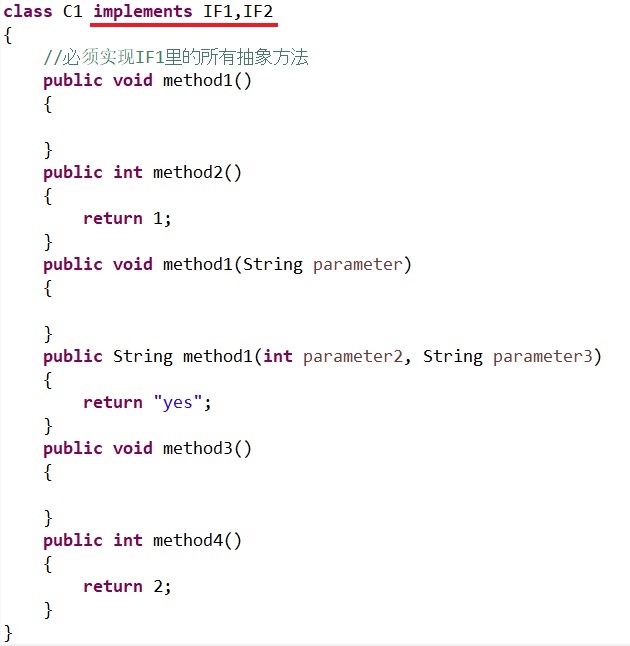 class C1 implements IF1,IF2
{
    //必须实现IF1里的所有抽象方法
    public void method1()
    {

    }
    public int method2()
    {
        return 1;
    }
    public void method1(String parameter)
    {

    }
    public String method1(int parameter2, String parameter3)
    {
        return "yes";
    }
    public void method3()
    {

    }
    public int method4()
    {
        return 2;
    }
}